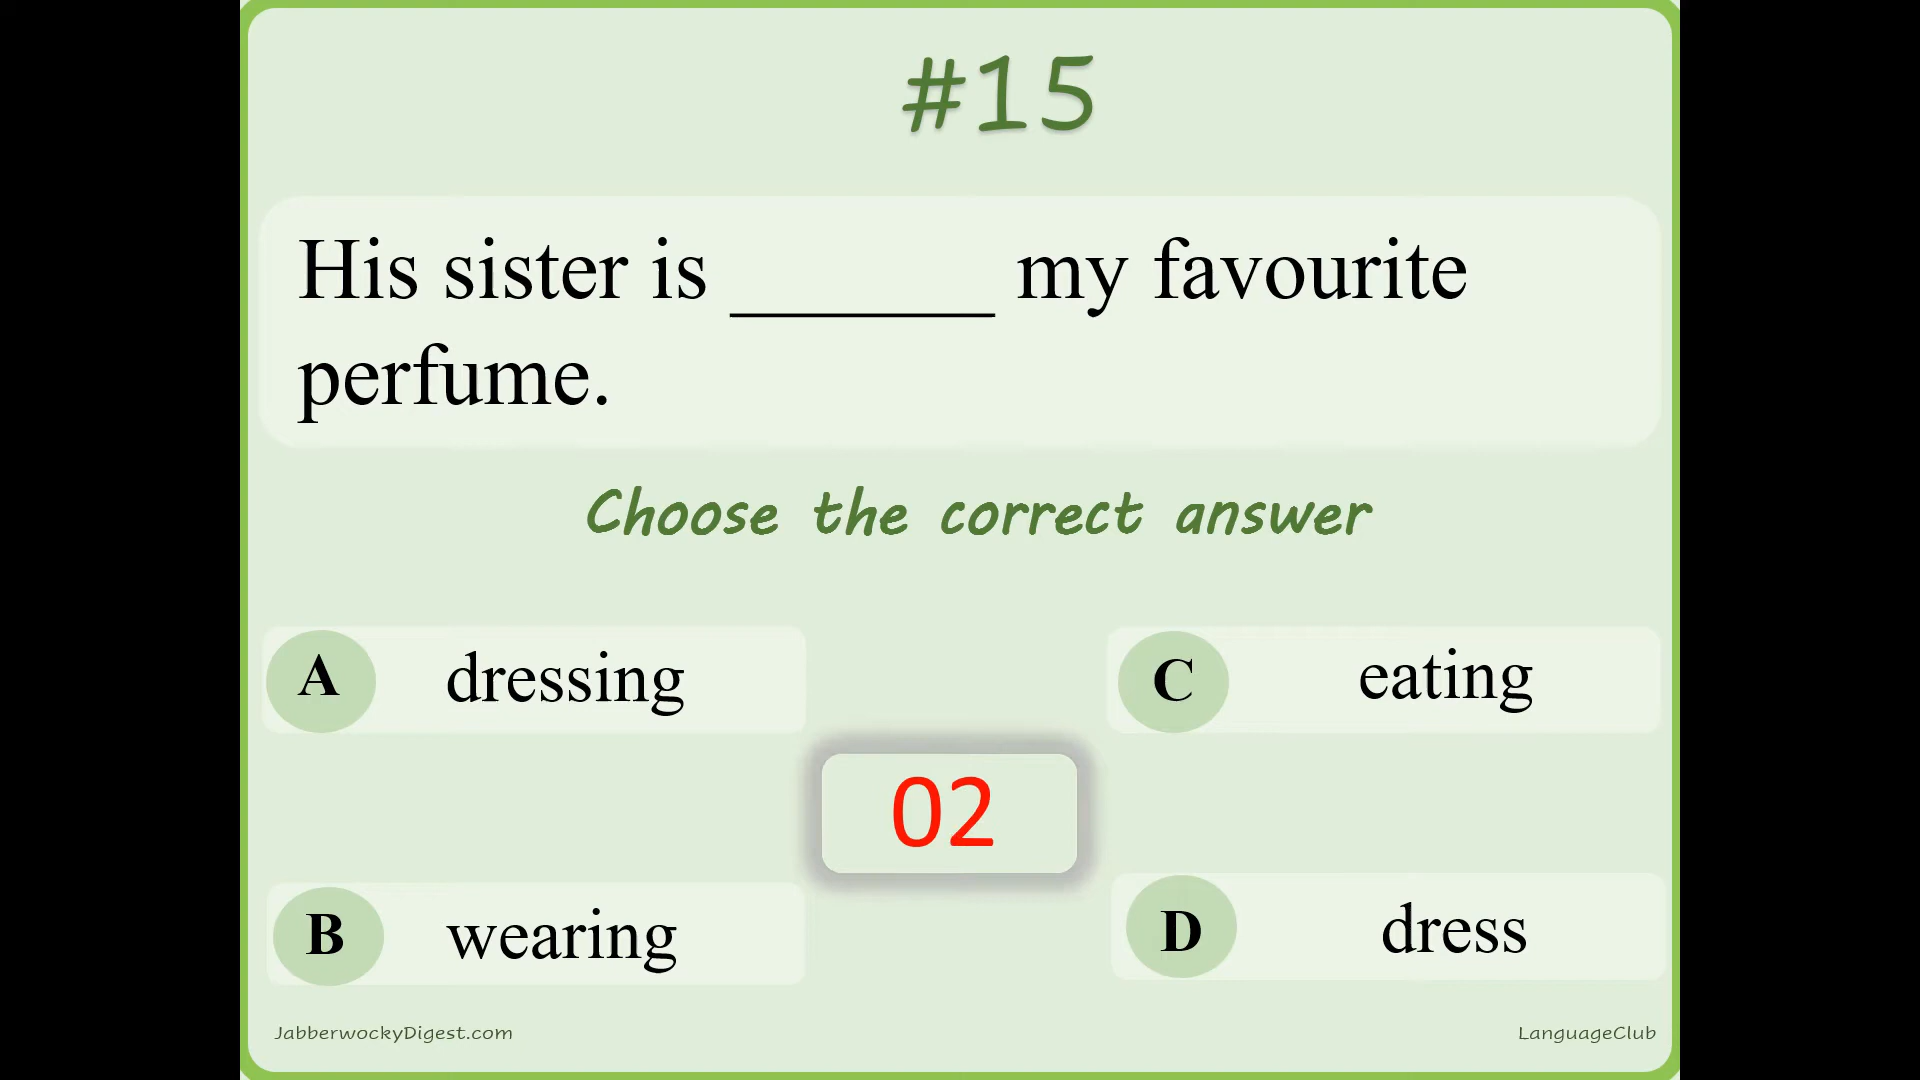 #15
His sister is ______ my favourite
perfume.
Choose the correct answer
A dressing
C eating
02
B wearing
D dress
JabberwockyDigest.com
LanguageClub